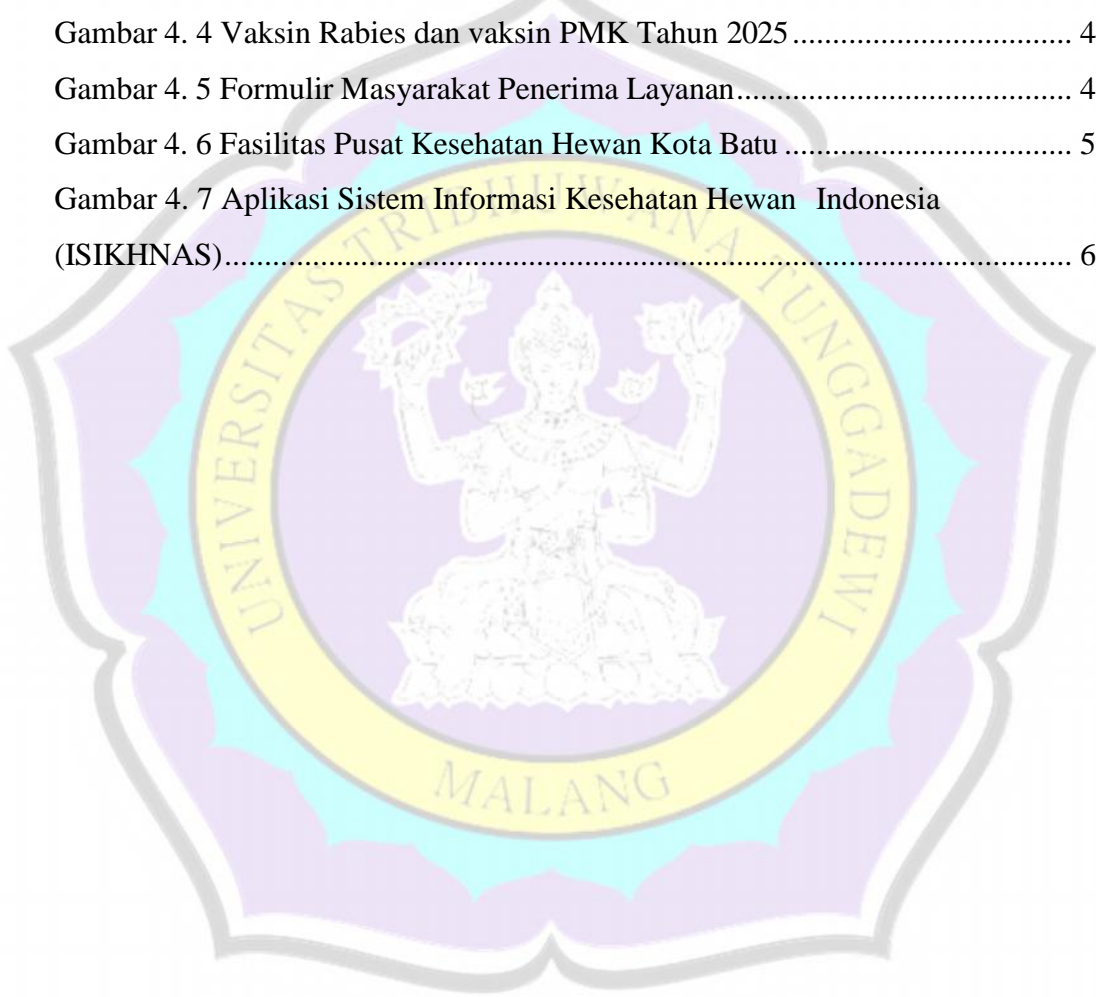 Gambar 4. 4 Vaksin Rabies dan vaksin PMK Tahun 2025 ................................ 4
Gambar 4. 5 Formulir Masyarakat Penerima Layanan ...................................... 4
Gambar 4. 6 Fasilitas Pusat Kesehatan Hewan Kota Batu ................................. 5
Gambar 4. 7 Aplikasi Sistem Informasi Kesehatan Hewan Indonesia
(ISIKHNAS) ................................................................................................ 6
UNIVERSITAS TRIBHUWANA TUNGGADEWI
MALANG